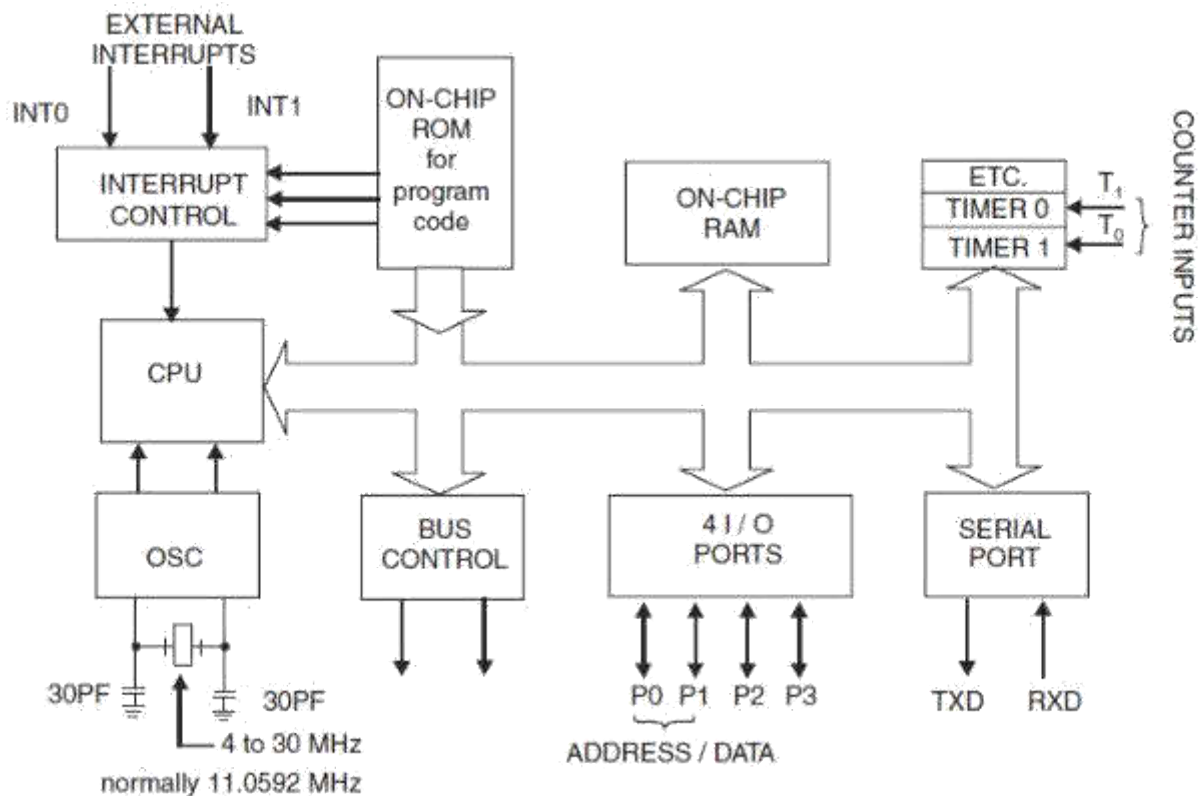 EXTERNAL
INTERRUPTS
INT0
INT1
INTERRUPT
CONTROL
ON-CHIP
ROM
for
program
code
ON-CHIP
RAM
ETC.
TIMER 0
TIMER 1
T1
T0
COUNTER INPUTS
CPU
OSC
BUS
CONTROL
4 I / O
PORTS
SERIAL
PORT
30PF
30PF
4 to 30 MHz
normally 11.0592 MHz
P0 P1 P2 P3
ADDRESS / DATA
TXD
RXD